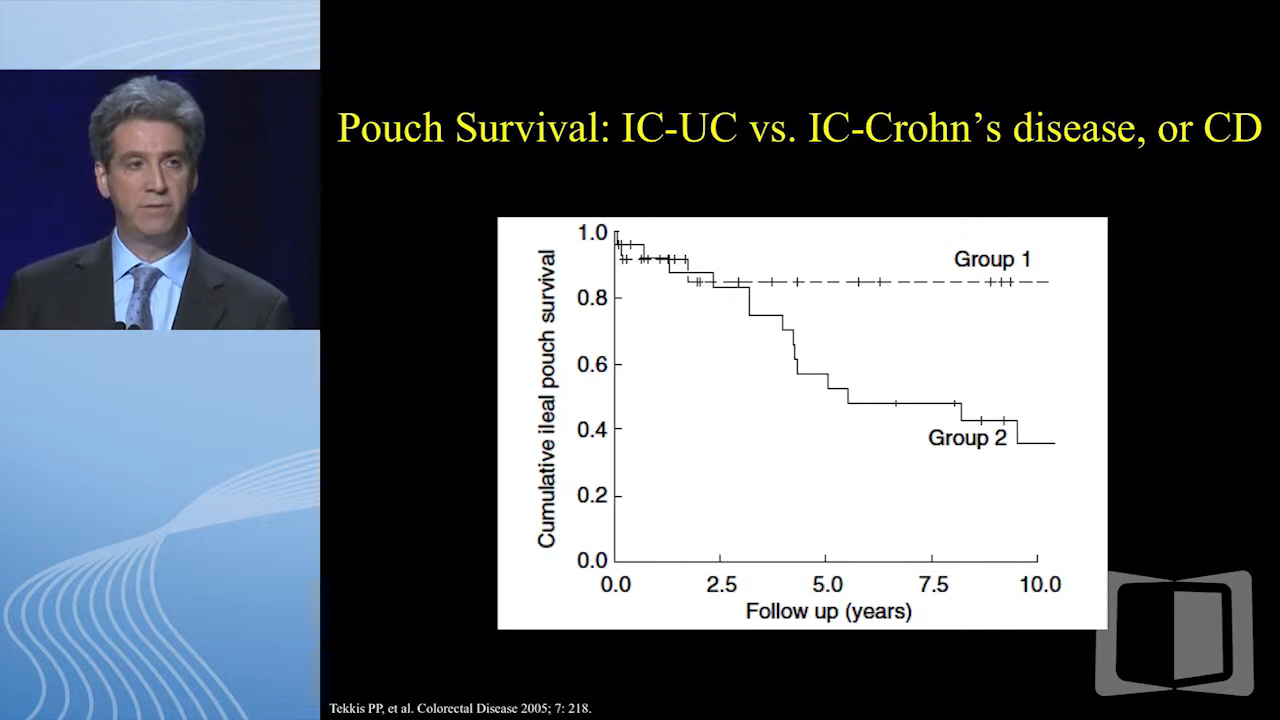 Pouch Survival: IC-UC vs. IC-Crohn's disease, or CD
Cumulative ileal pouch survival
1.0
0.8
0.6
0.4
0.2
0.0
Group 1
Group 2
0.0 2.5 5.0 7.5 10.0
Follow up (years)
Tekkis PP, et al. Colorectal Disease 2005; 7: 218.